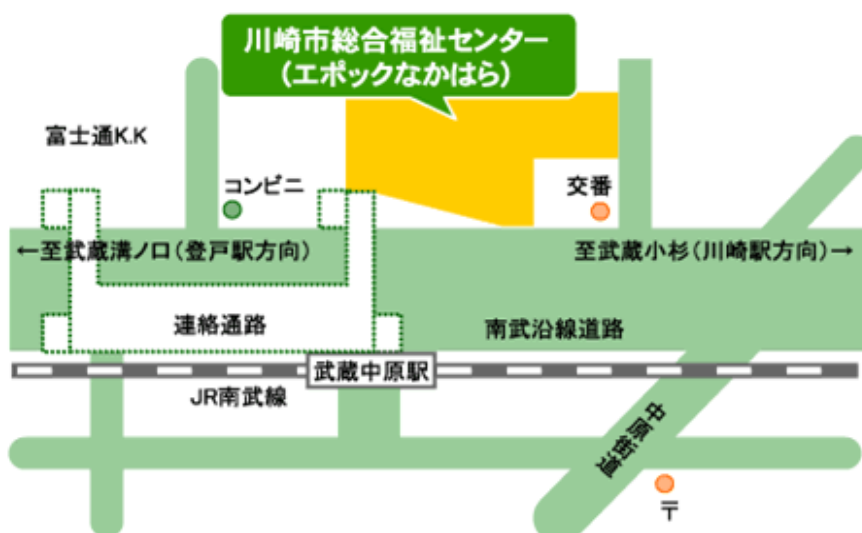 川崎市総合福祉センター
(エポックなかはら)
富士通K.K
コンビニ
交番
←至武蔵溝ノ口(登戸駅方向)
至武蔵小杉(川崎駅方向)→
連絡通路
南武沿線道路
武蔵中原駅
JR南武線
中原街道
〒